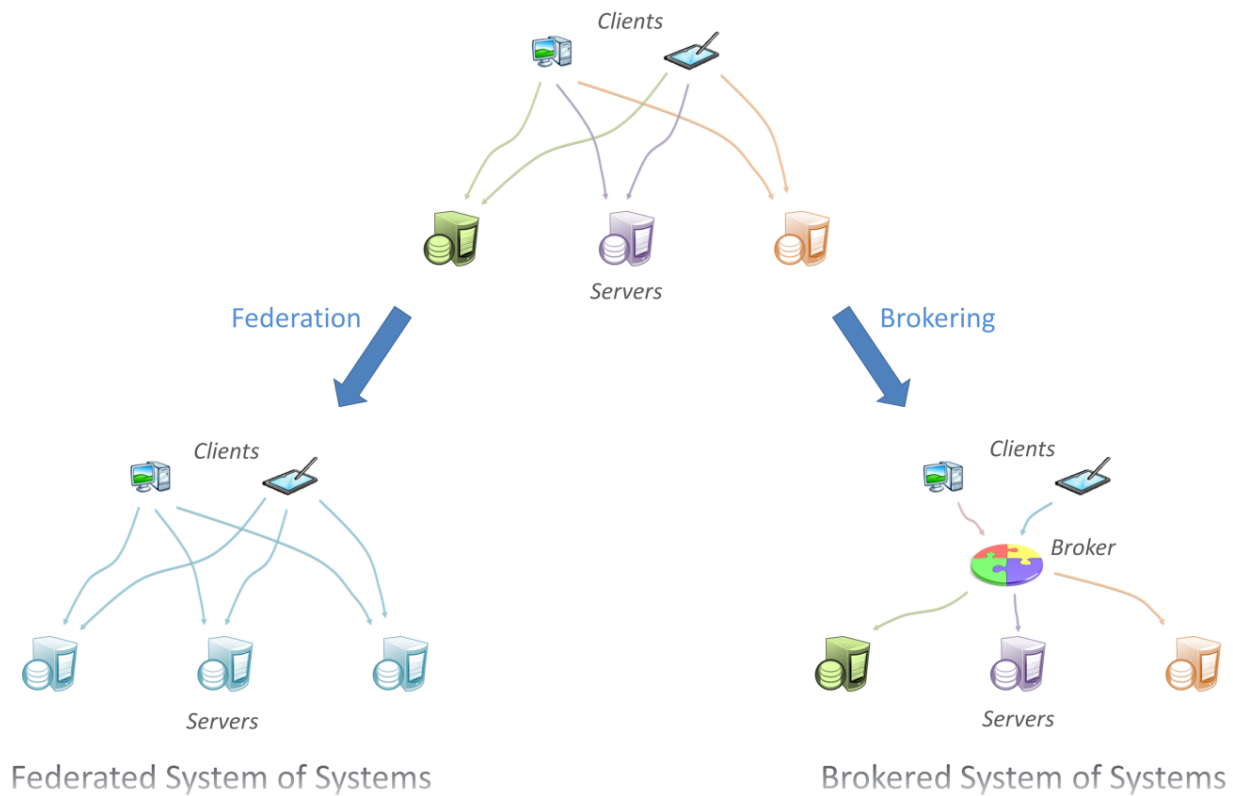 Clients
Servers
Federation
Brokering
Clients
Clients
Broker
Servers
Servers
Federated System of Systems
Brokered System of Systems